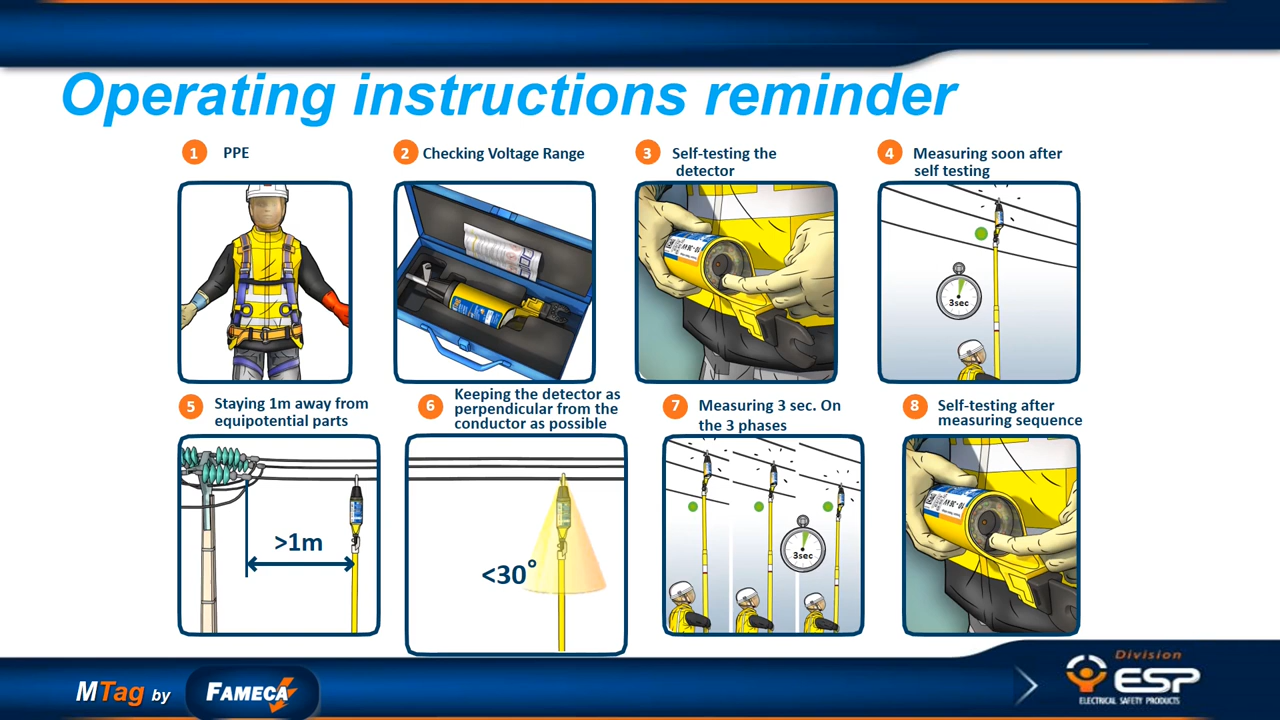 Operating instructions reminder
1 PPE
2 Checking Voltage Range
3 Self-testing the
detector
4 Measuring soon after
self testing
3sec
5 Staying 1m away from
equipotential parts
>1m
6 Keeping the detector as
perpendicular from the
conductor as possible
<30°
7 Measuring 3 sec. On
the 3 phases
3sec
8 Self-testing after
measuring sequence
MTag by FAMECA
Division
ESP
ELECTRICAL SAFETY PRODUCTS